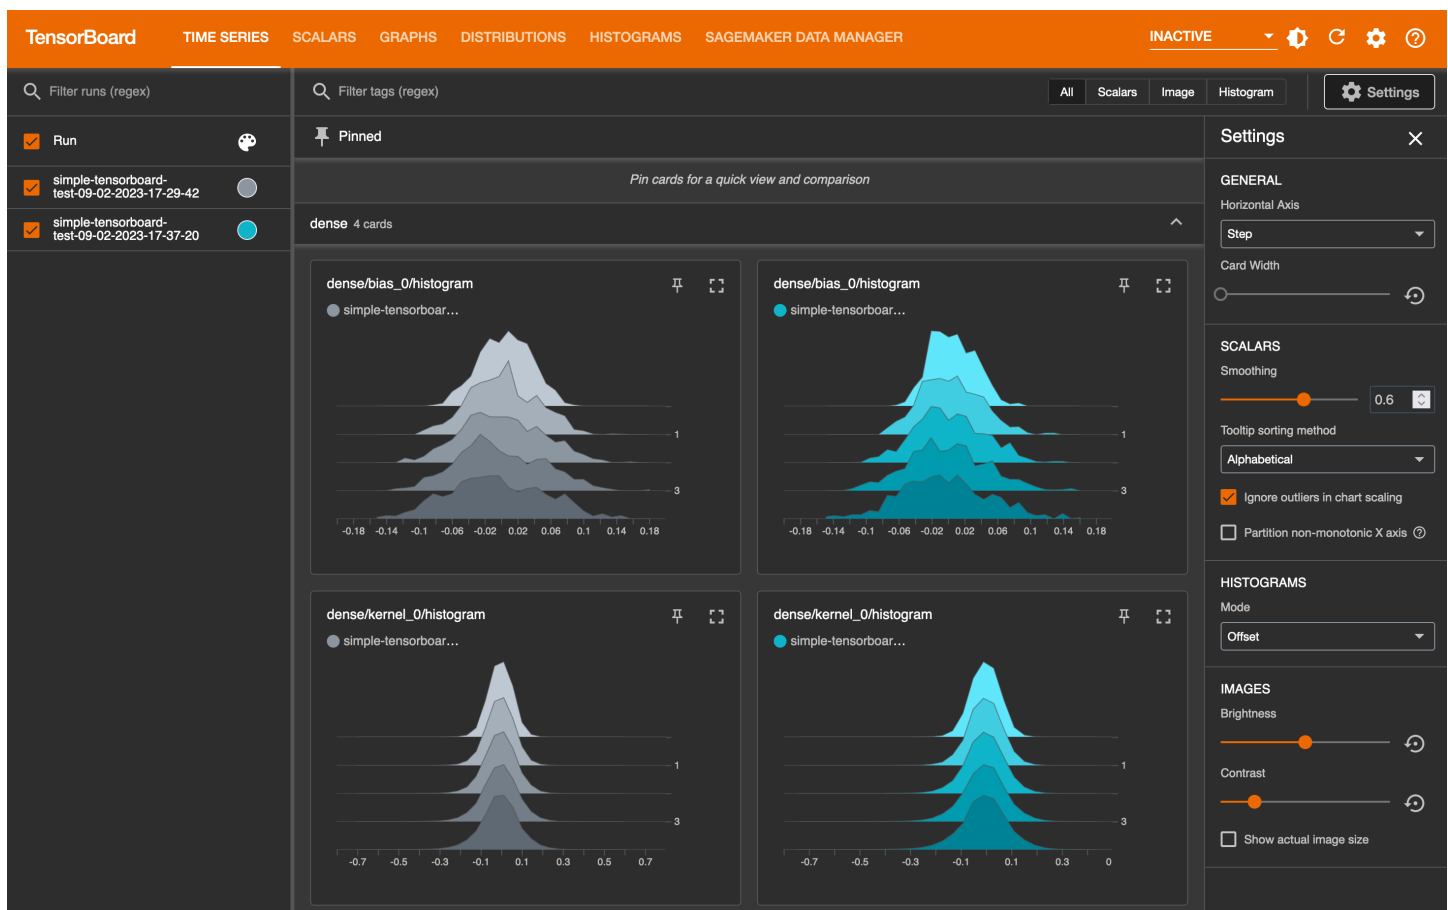 TensorBoard TIME SERIES SCALARS GRAPHS DISTRIBUTIONS HISTOGRAMS SAGEMAKER DATA MANAGER INACTIVE
Filter runs (regex)
Run
simple-tensorboard-
test-09-02-2023-17-29-42
simple-tensorboard-
test-09-02-2023-17-37-20
Filter tags (regex)
All Scalars Image Histogram
Settings
Pinned
Pin cards for a quick view and comparison
dense 4 cards
dense/bias_0/histogram
simple-tensorboar...
1
3
-0.18 -0.14 -0.1 -0.06 -0.02 0.02 0.06 0.1 0.14 0.18
dense/bias_0/histogram
simple-tensorboar...
1
3
-0.18 -0.14 -0.1 -0.06 -0.02 0.02 0.06 0.1 0.14 0.18
dense/kernel_0/histogram
simple-tensorboar...
1
3
-0.7 -0.5 -0.3 -0.1 0.1 0.3 0.5 0.7
dense/kernel_0/histogram
simple-tensorboar...
1
3
-0.7 -0.5 -0.3 -0.1 0.1 0.3 0
Settings
GENERAL
Horizontal Axis
Step
Card Width
SCALARS
Smoothing
0.6
Tooltip sorting method
Alphabetical
Ignore outliers in chart scaling
Partition non-monotonic X axis
HISTOGRAMS
Mode
Offset
IMAGES
Brightness
Contrast
Show actual image size